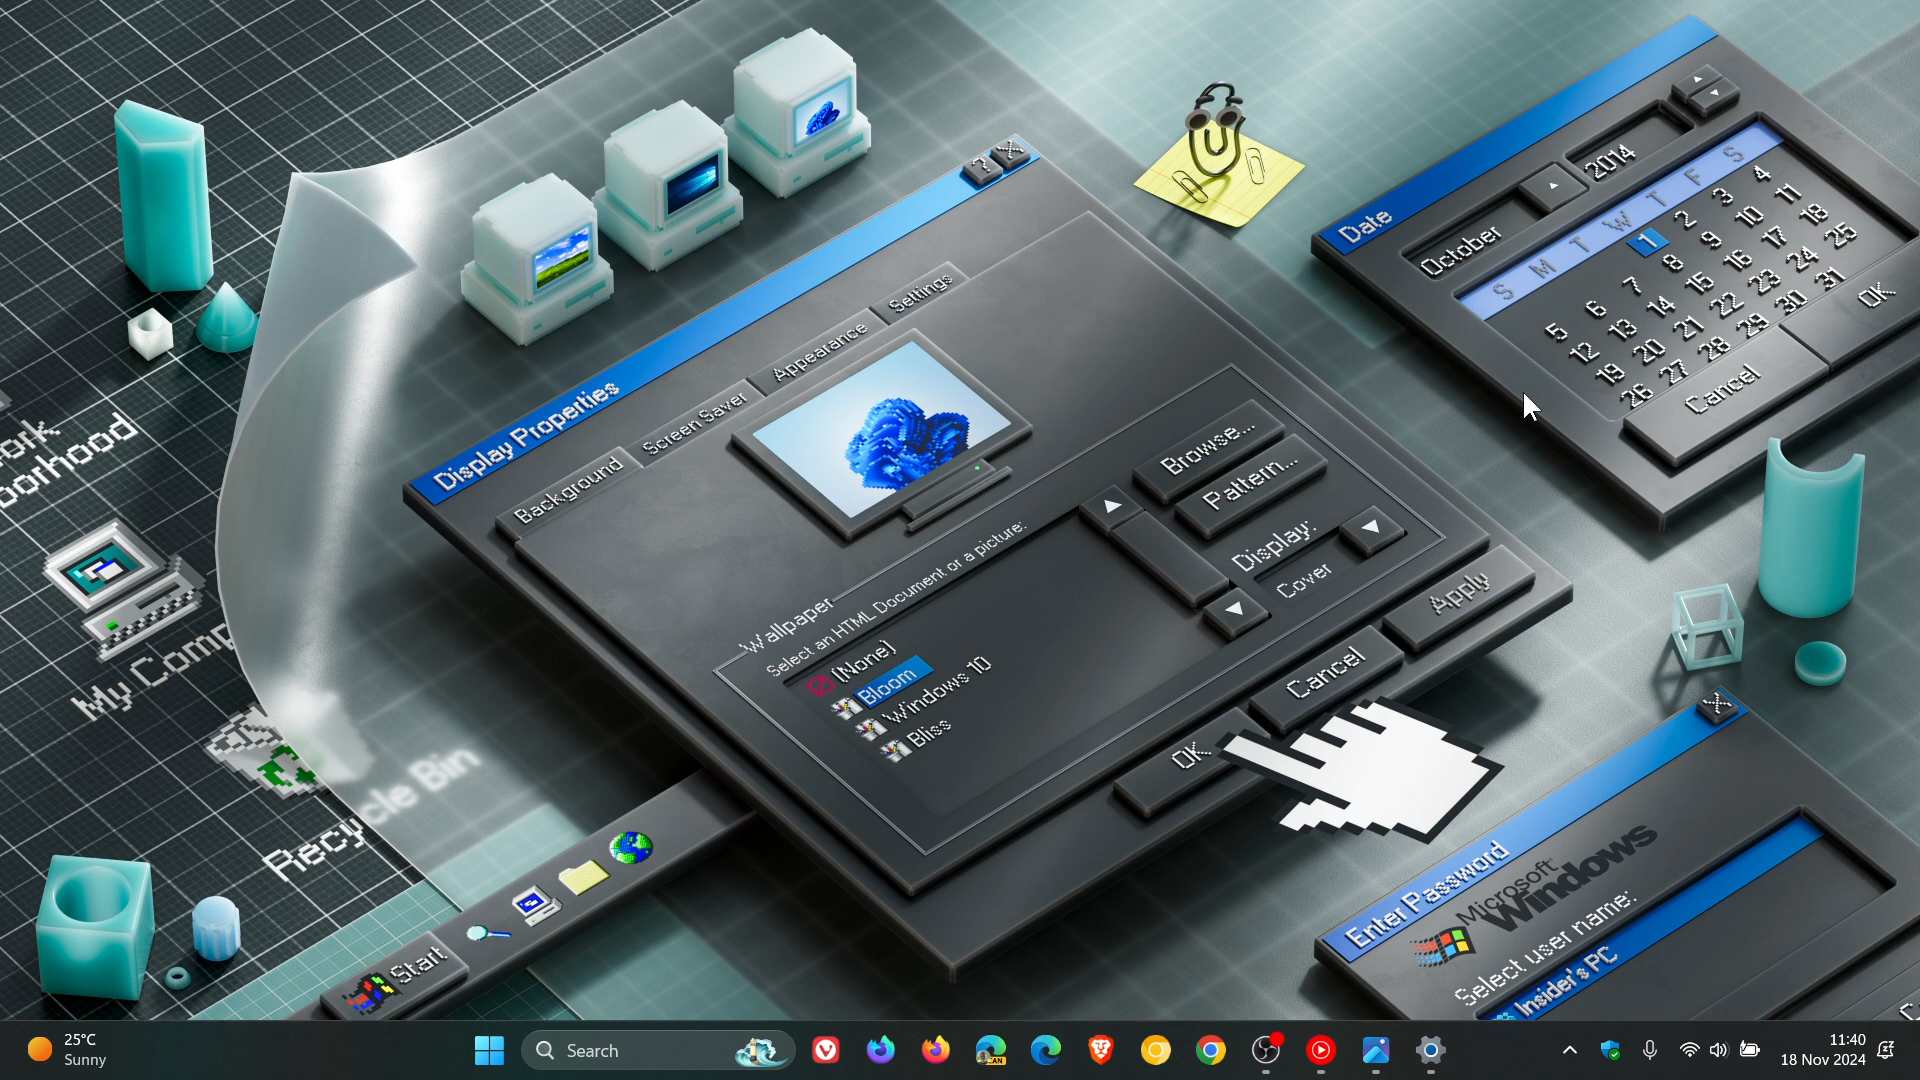 Date
October
2014
S M T W T F S
1 2 3 4
5 6 7 8 9 10 11
12 13 14 15 16 17 18
19 20 21 22 23 24 25
26 27 28 29 30 31
OK
Cancel
?
Display Properties
Background
Screen Saver
Appearance
Settings
Wallpaper
Select an HTML Document or a picture:
(None)
Bloom
Windows 10
Bliss
Browse...
Pattern...
Display:
Cover
OK
Cancel
Apply
ork
oorhood
My Comp
Recycle Bin
Start
Enter Password
Microsoft
Windows
Select user name:
Insider's PC
25°C
Sunny
Search
CAN
11:40
18 Nov 2024